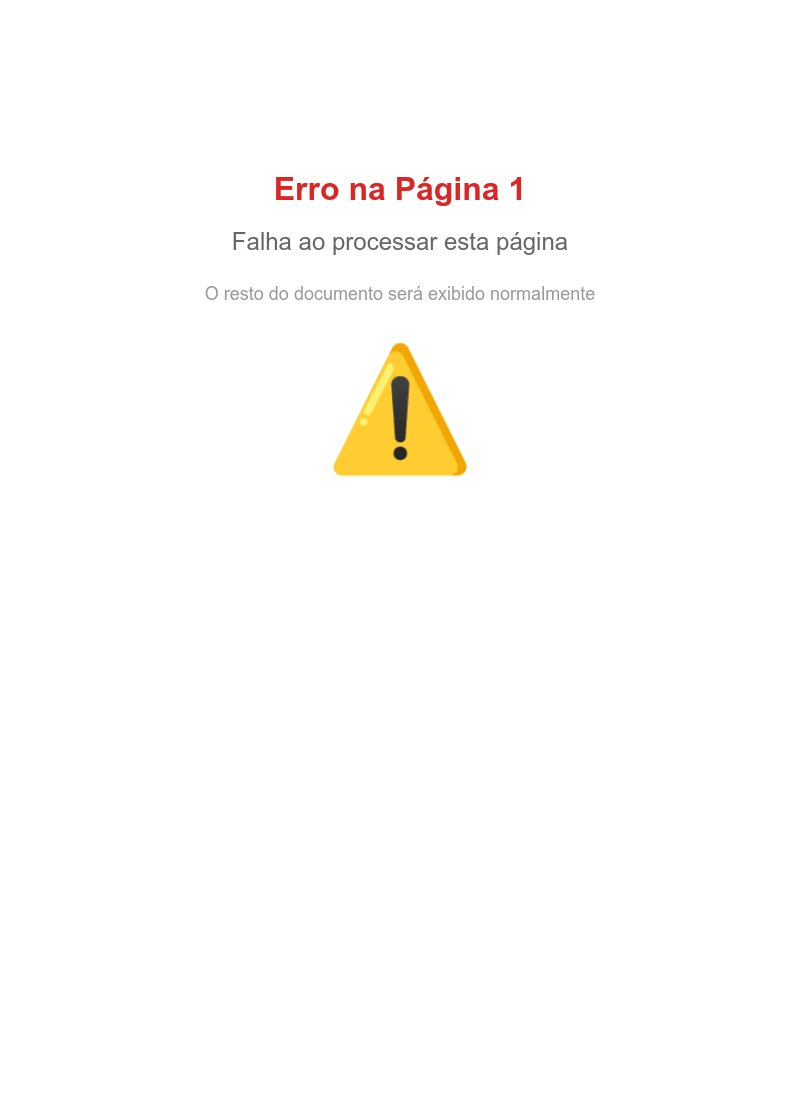 Erro na Página 1
Falha ao processar esta página
O resto do documento será exibido normalmente